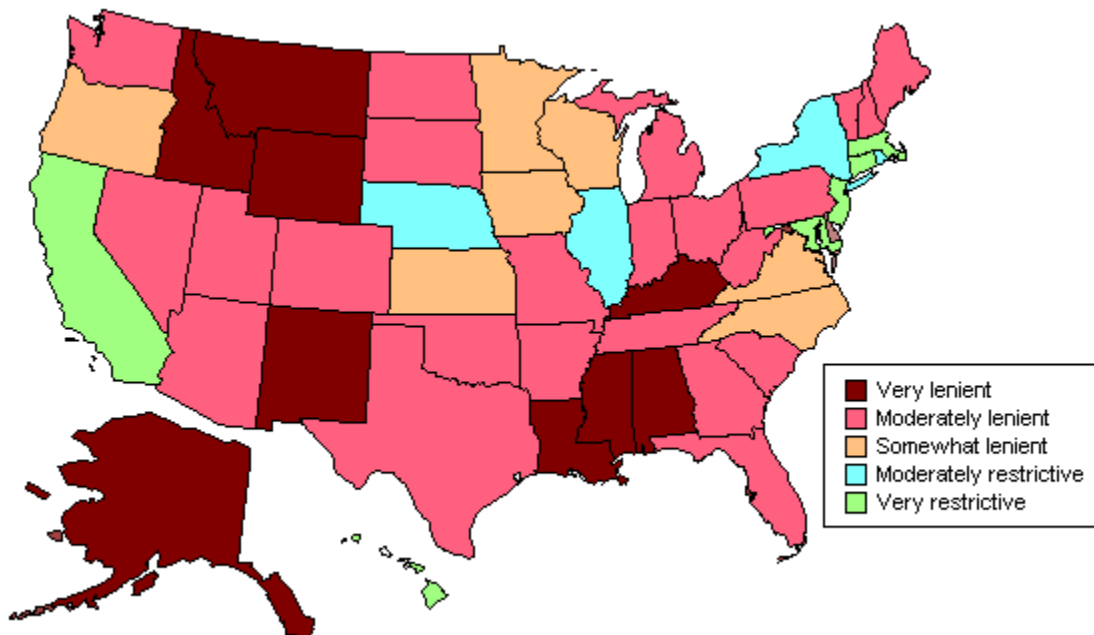 Very lenient
Moderately lenient
Somewhat lenient
Moderately restrictive
Very restrictive